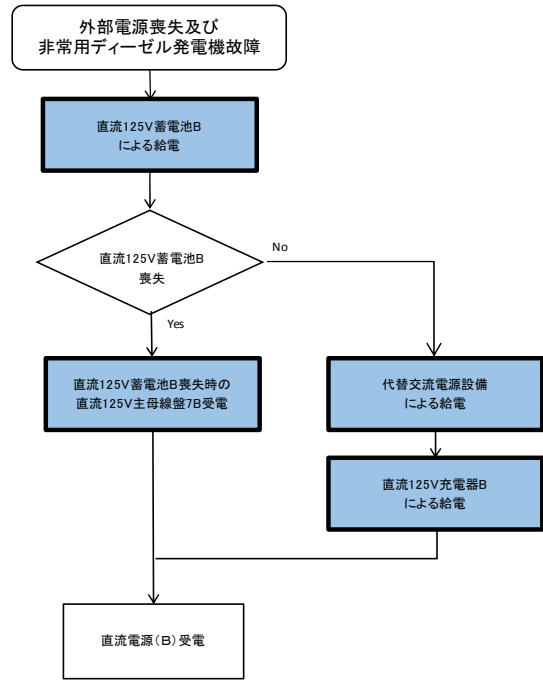 外部電源喪失及び
非常用ディーゼル発電機故障
直流125V蓄電池B
による給電
直流125V蓄電池B
喪失
No
Yes
直流125V蓄電池B喪失時の
直流125V主母線盤7B受電
代替交流電源設備
による給電
直流125V充電器B
による給電
直流電源(B)受電